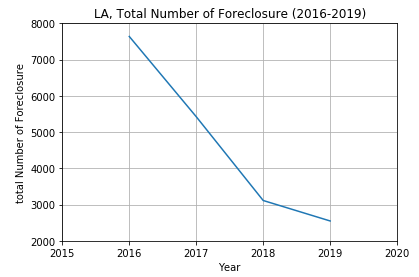 LA, Total Number of Foreclosure (2016-2019)
8000
7000
6000
5000
4000
3000
2000
total Number of Foreclosure
2015 2016 2017 2018 2019 2020
Year